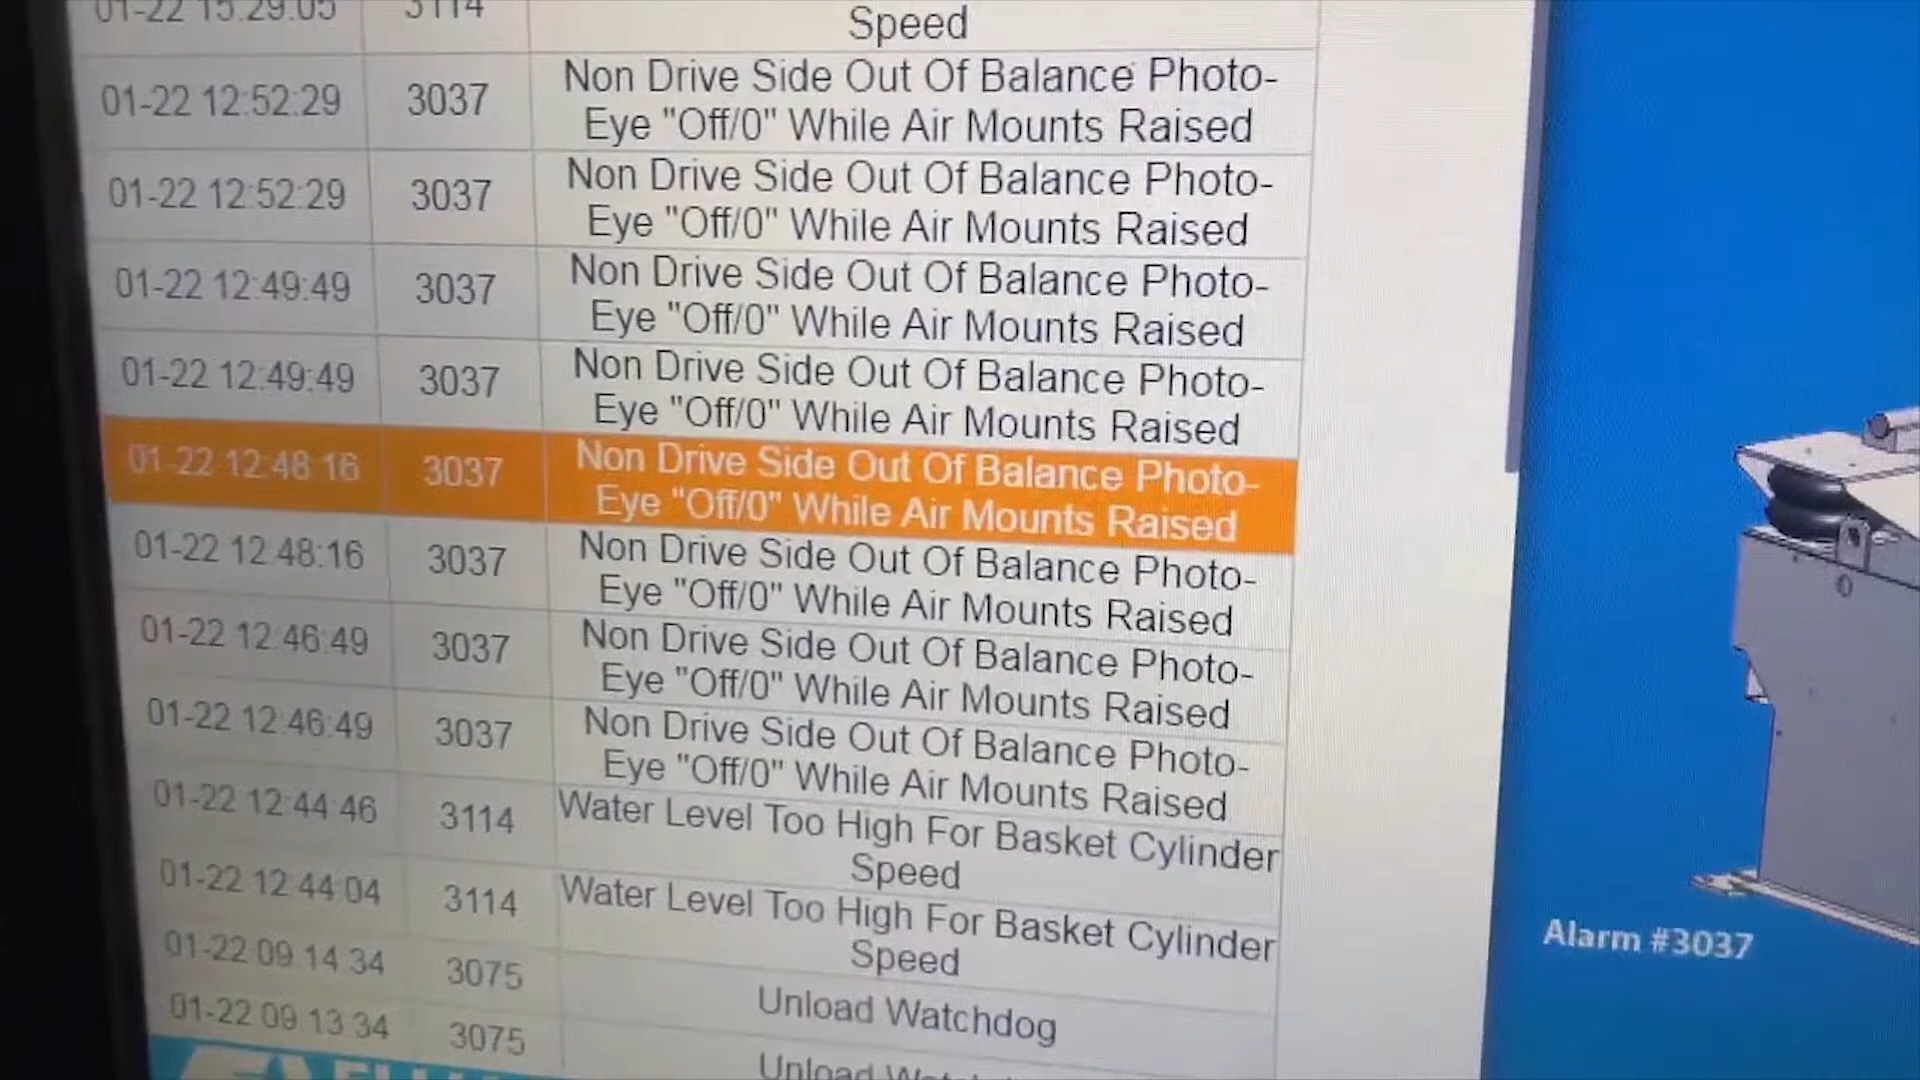 01-22 15:29:05 3114 Speed
01-22 12:52:29 3037 Non Drive Side Out Of Balance Photo-
Eye "Off/0" While Air Mounts Raised
01-22 12:52:29 3037 Non Drive Side Out Of Balance Photo-
Eye "Off/0" While Air Mounts Raised
01-22 12:49:49 3037 Non Drive Side Out Of Balance Photo-
Eye "Off/0" While Air Mounts Raised
01-22 12:49:49 3037 Non Drive Side Out Of Balance Photo-
Eye "Off/0" While Air Mounts Raised
01-22 12:48:16 3037 Non Drive Side Out Of Balance Photo-
Eye "Off/0" While Air Mounts Raised
01-22 12:48:16 3037 Non Drive Side Out Of Balance Photo-
Eye "Off/0" While Air Mounts Raised
01-22 12:46:49 3037 Non Drive Side Out Of Balance Photo-
Eye "Off/0" While Air Mounts Raised
01-22 12:46:49 3037 Non Drive Side Out Of Balance Photo-
Eye "Off/0" While Air Mounts Raised
01-22 12:44:46 3114 Water Level Too High For Basket Cylinder
Speed
01-22 12:44:04 3114 Water Level Too High For Basket Cylinder
Speed
01-22 09:14:34 3075 Unload Watchdog
01-22 09:13:34 3075 Unload
Alarm #3037